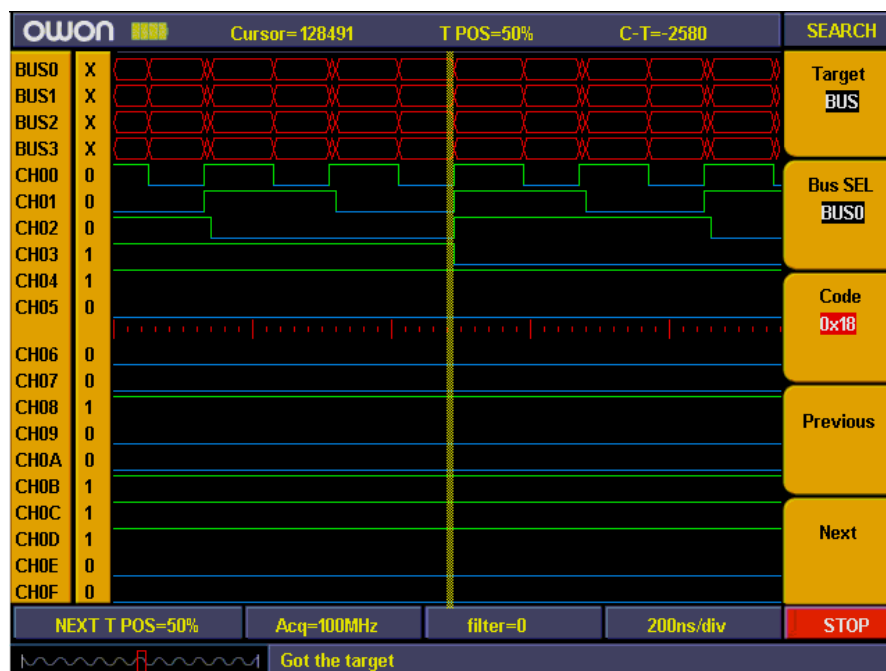 OWON Cursor=128491 T POS=50% C-T=-2580 SEARCH
BUS0 X
BUS1 X
BUS2 X
BUS3 X
CH00 0
CH01 0
CH02 0
CH03 1
CH04 1
CH05 0
CH06 0
CH07 0
CH08 1
CH09 0
CH0A 0
CH0B 1
CH0C 1
CH0D 1
CH0E 0
CH0F 0
Target
BUS
Bus SEL
BUS0
Code
0x18
Previous
Next
NEXT T POS=50% Acq=100MHz filter=0 200ns/div STOP
Got the target